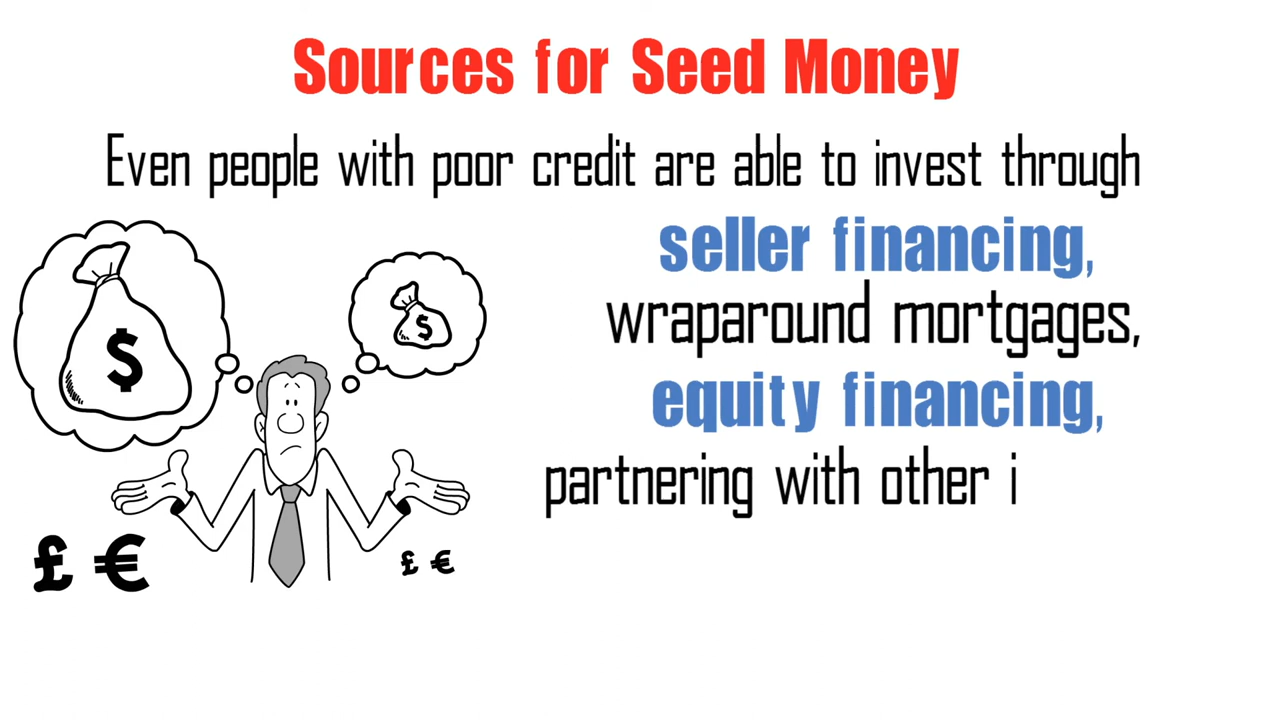 Sources for Seed Money
Even people with poor credit are able to invest through
seller financing,
wraparound mortgages,
equity financing,
partnering with other i
$
$
£ €
£ €